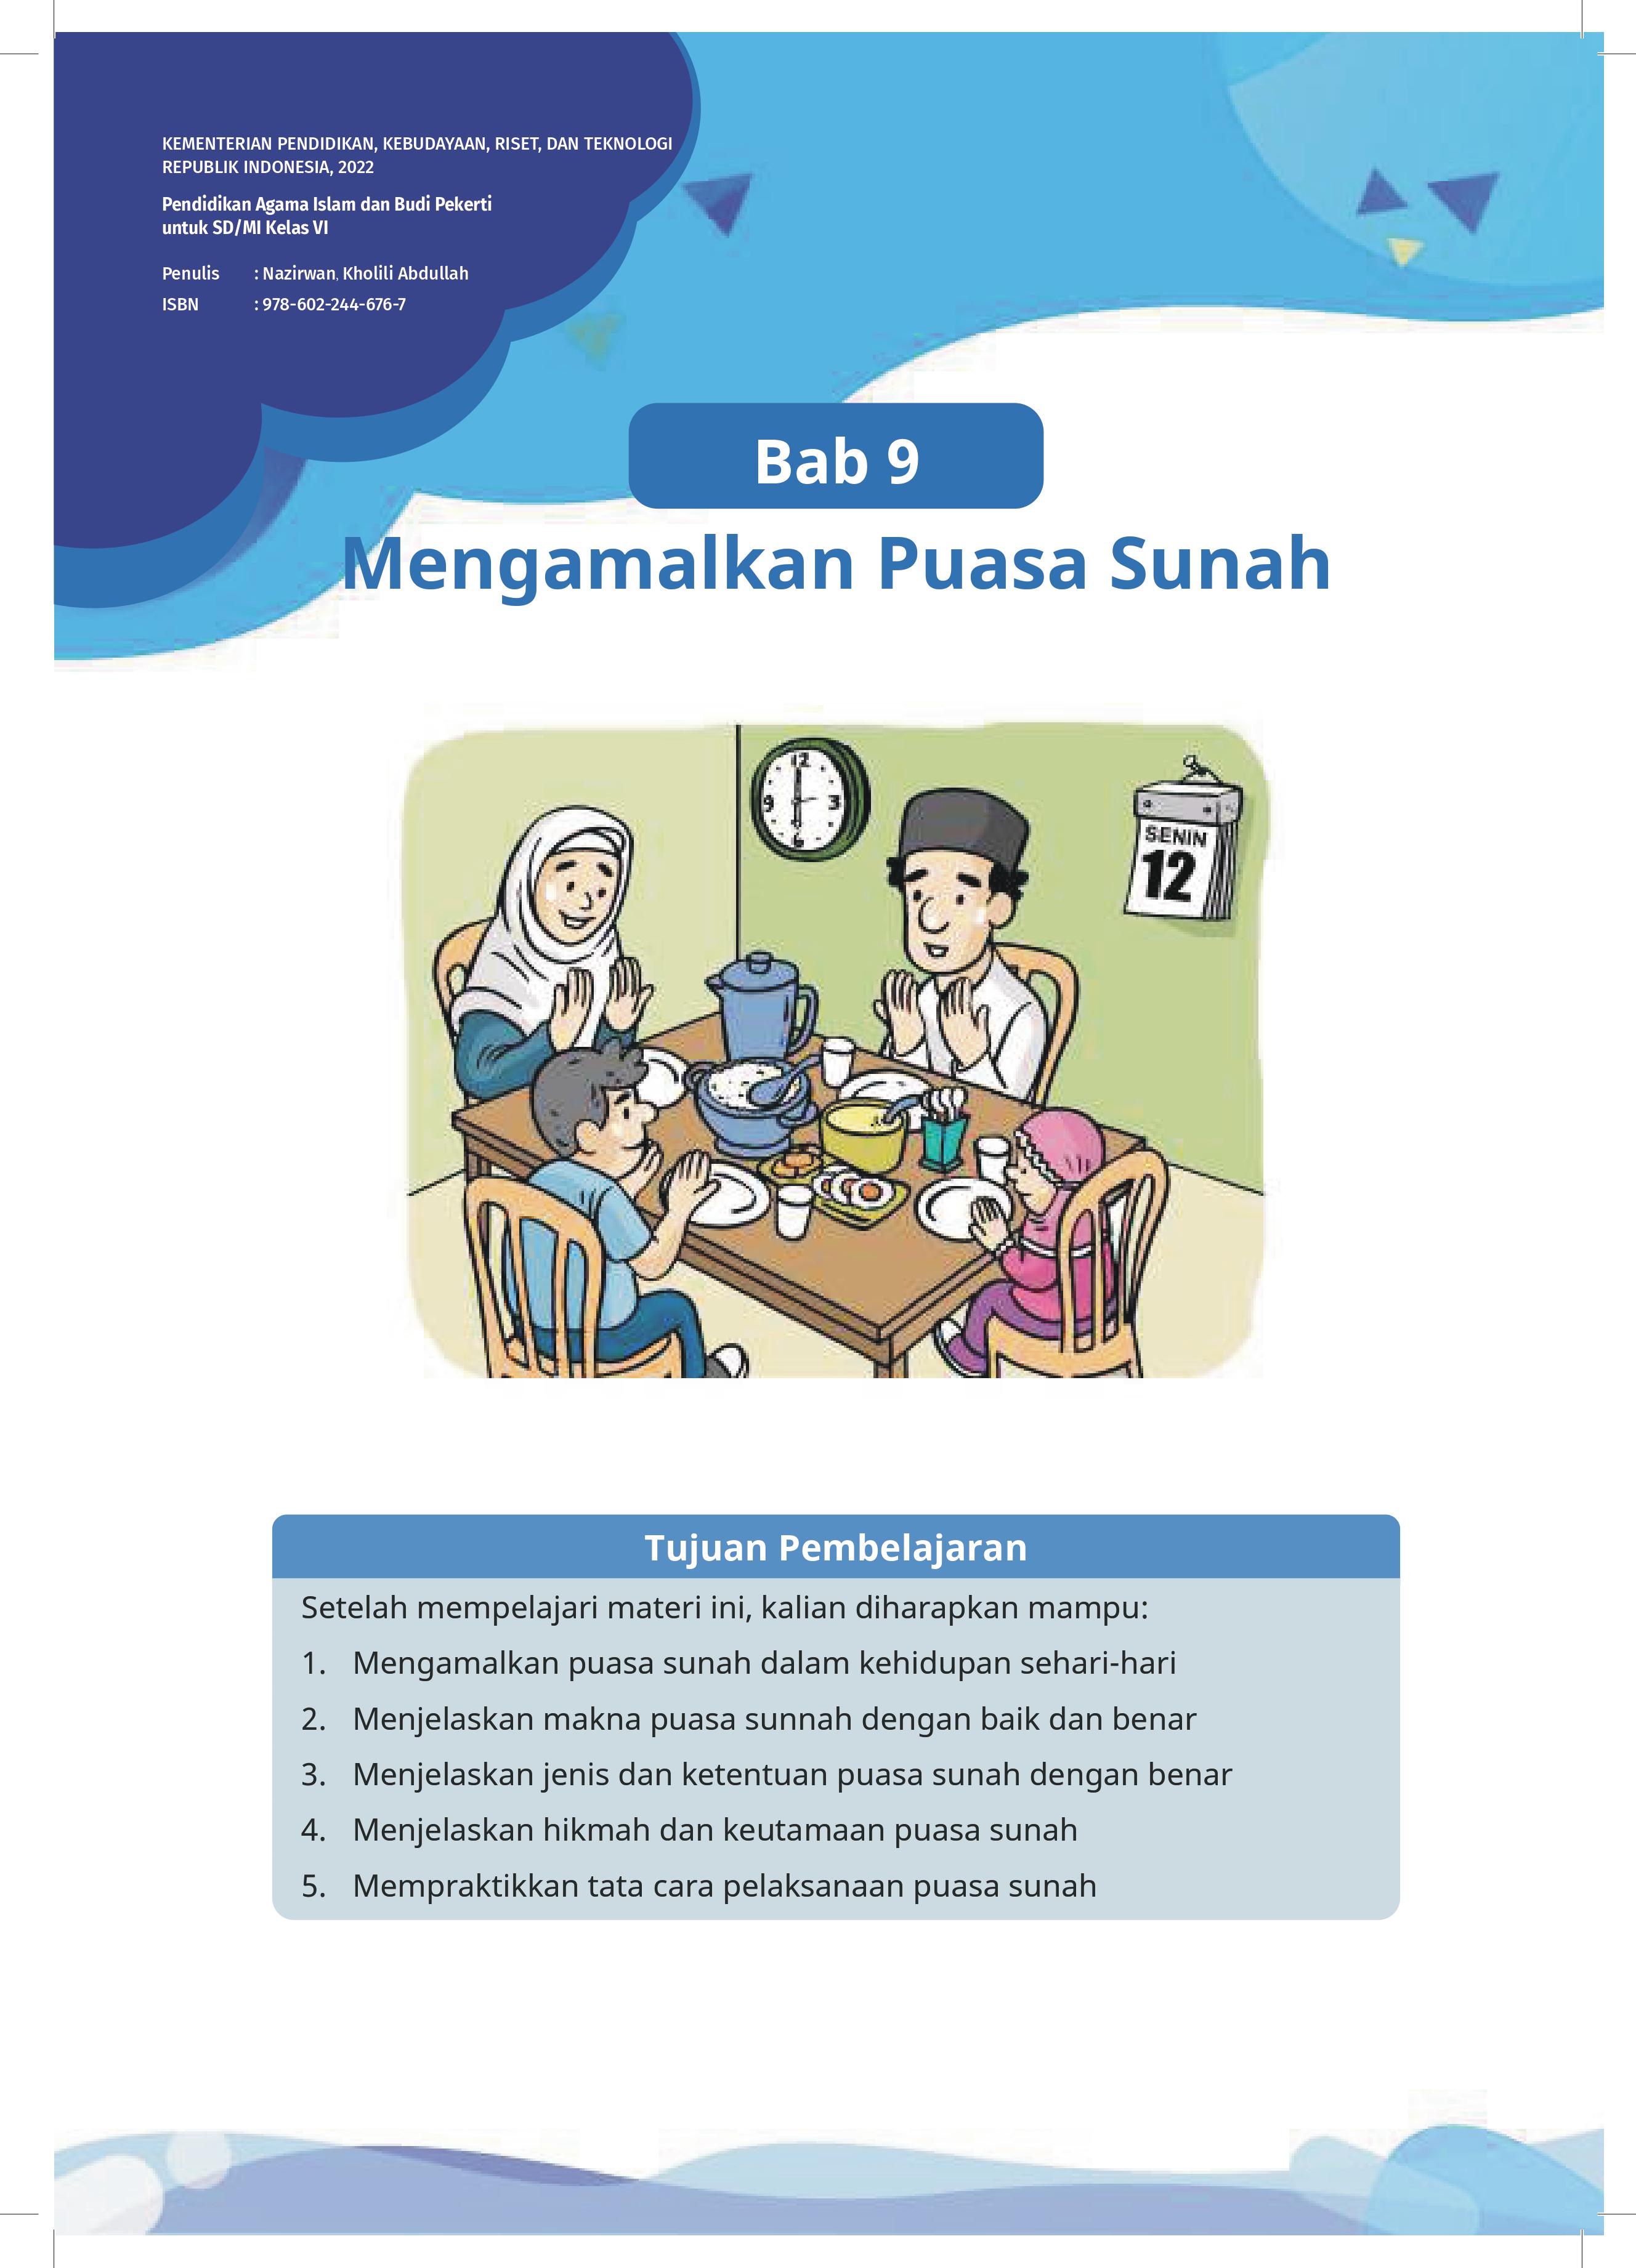 KEMENTERIAN PENDIDIKAN, KEBUDAYAAN, RISET, DAN TEKNOLOGI
REPUBLIK INDONESIA, 2022
Pendidikan Agama Islam dan Budi Pekerti
untuk SD/MI Kelas VI
Penulis : Nazirwan, Kholili Abdullah
ISBN : 978-602-244-676-7
Bab 9
Mengamalkan Puasa Sunah
12
9 3
6
SENIN
12
Tujuan Pembelajaran
Setelah mempelajari materi ini, kalian diharapkan mampu:
1. Mengamalkan puasa sunah dalam kehidupan sehari-hari
2. Menjelaskan makna puasa sunnah dengan baik dan benar
3. Menjelaskan jenis dan ketentuan puasa sunah dengan benar
4. Menjelaskan hikmah dan keutamaan puasa sunah
5. Mempraktikkan tata cara pelaksanaan puasa sunah